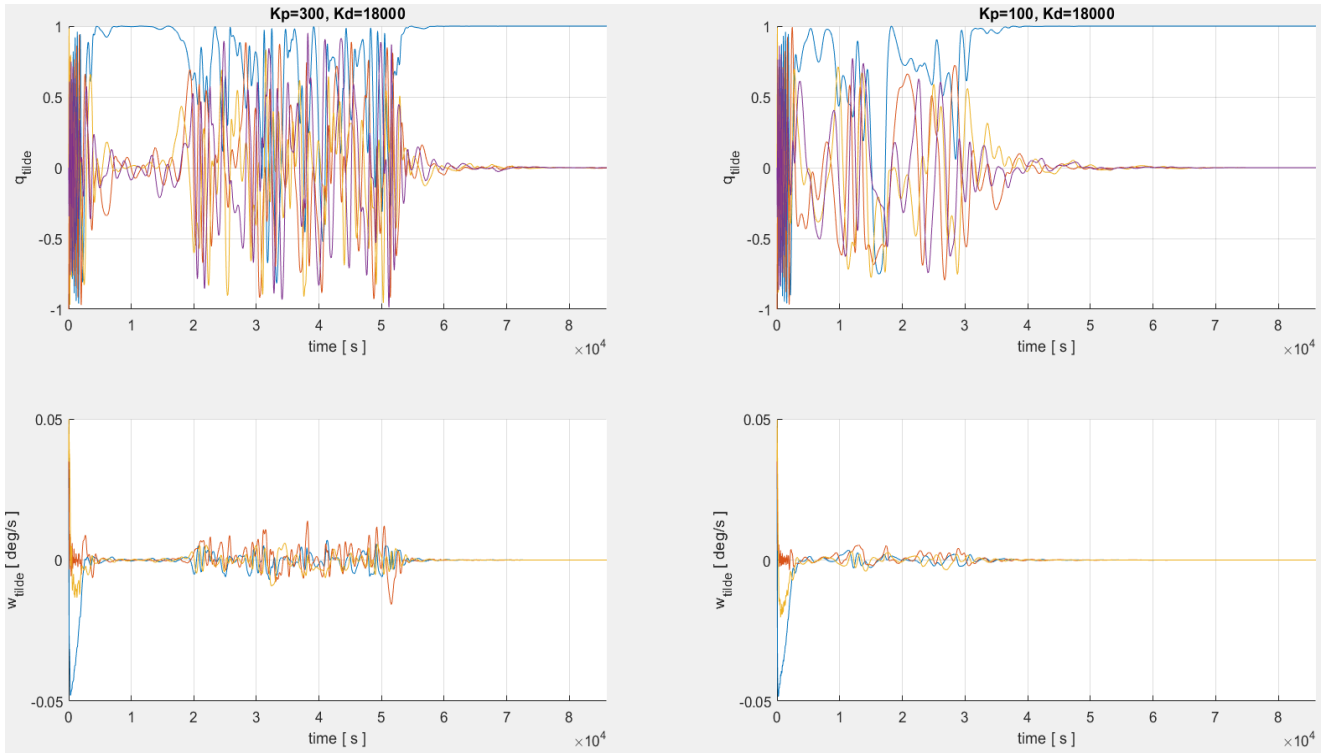 Kp=300, Kd=18000
1
0.5
q_tilde
0
-0.5
-1
0 1 2 3 4 5 6 7 8
time [ s ]
×10^4
Kp=100, Kd=18000
1
0.5
q_tilde
0
-0.5
-1
0 1 2 3 4 5 6 7 8
time [ s ]
×10^4
0.05
w_tilde [ deg/s ]
0
-0.05
0 1 2 3 4 5 6 7 8
time [ s ]
×10^4
0.05
w_tilde [ deg/s ]
0
-0.05
0 1 2 3 4 5 6 7 8
time [ s ]
×10^4